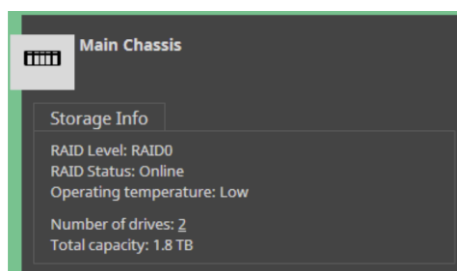 Main Chassis
Storage Info
RAID Level: RAID0
RAID Status: Online
Operating temperature: Low
Number of drives: 2
Total capacity: 1.8 TB